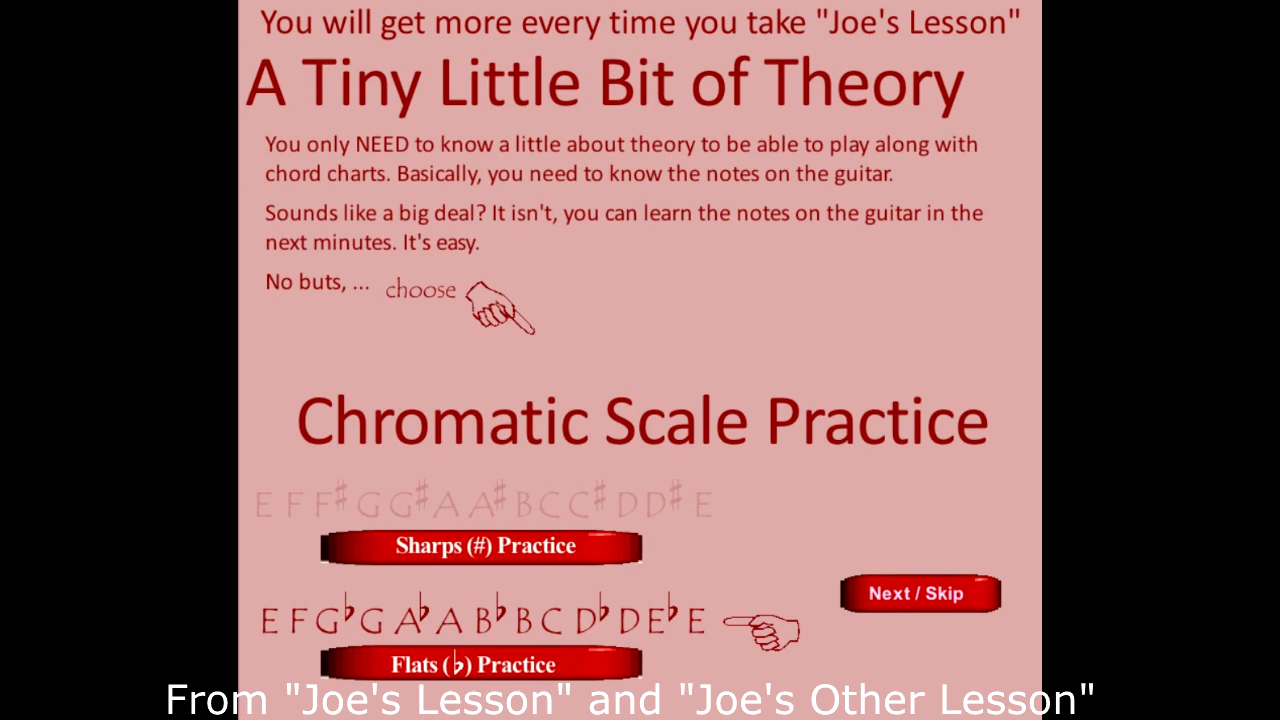 You will get more every time you take "Joe's Lesson"
A Tiny Little Bit of Theory
You only NEED to know a little about theory to be able to play along with
chord charts. Basically, you need to know the notes on the guitar.
Sounds like a big deal? It isn't, you can learn the notes on the guitar in the
next minutes. It's easy.
No buts, ... choose
Chromatic Scale Practice
E F F♯ G G♯ A A♯ B C C♯ D D♯ E
Sharps (#) Practice
Next / Skip
E F G♭ G A♭ A B♭ B C D♭ D E♭ E
Flats (♭) Practice
From "Joe's Lesson" and "Joe's Other Lesson"